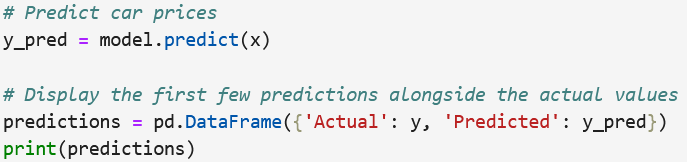 # Predict car prices
y_pred = model.predict(x)
# Display the first few predictions alongside the actual values
predictions = pd.DataFrame({'Actual': y, 'Predicted': y_pred})
print(predictions)